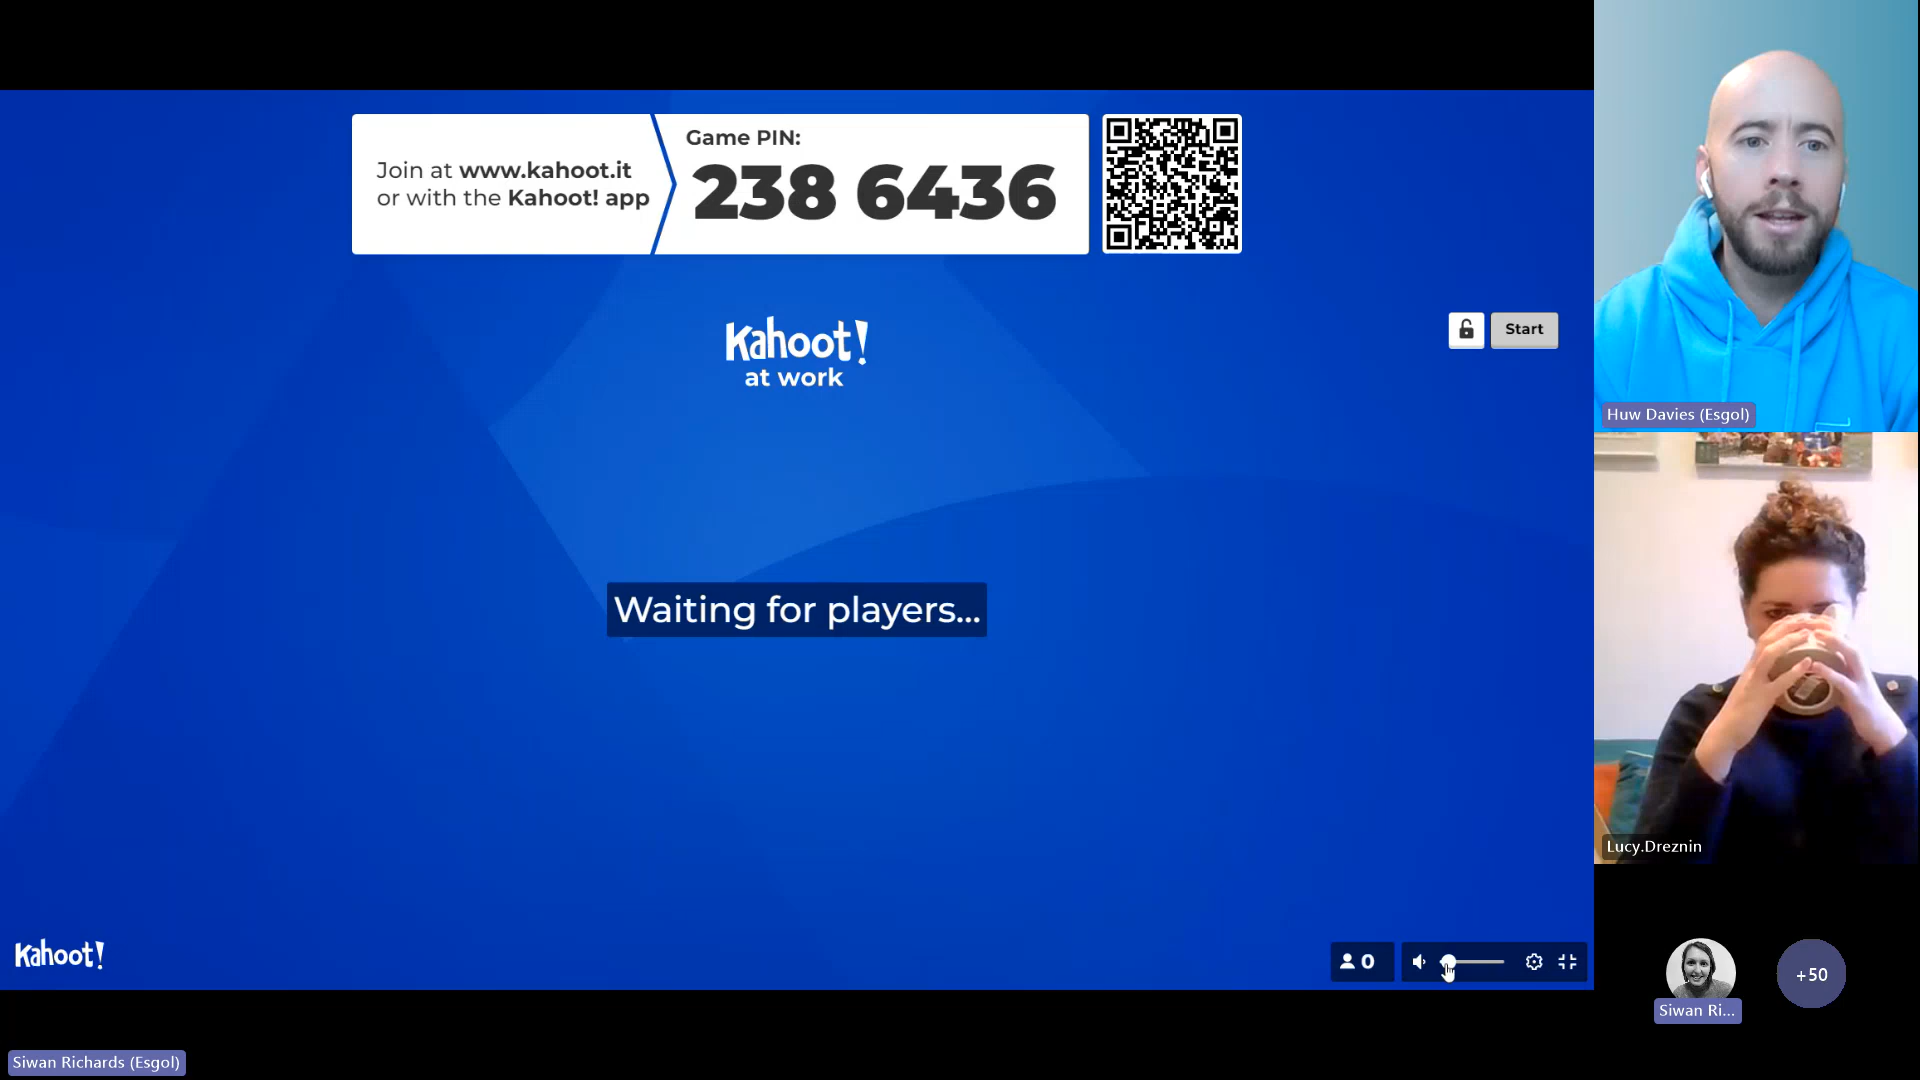 Join at www.kahoot.it
or with the Kahoot! app
Game PIN:
238 6436
Kahoot!
at work
Start
Waiting for players...
Kahoot!
0
Huw Davies (Esgol)
Lucy.Dreznin
Siwan Ri...
+50
Siwan Richards (Esgol)